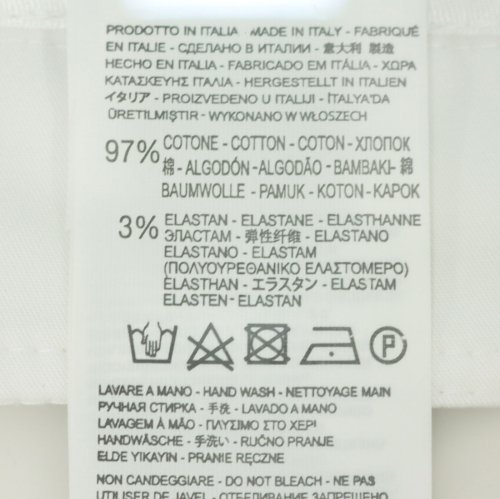 PRODOTTO IN ITALIA - MADE IN ITALY - FABRIQUÉ
EN ITALIE - СДЕЛАНО В ИТАЛИИ - 意大利 製造
HECHO EN ITALIA - FABRICADO EM ITÁLIA - ΧΩΡΑ
ΚΑΤΑΣΚΕΥΗΣ ΙΤΑΛΙΑ - HERGESTELLT IN ITALIEN
イタリア - PROIZVEDENO U ITALIJI - İTALYA'DA
ÜRETILMIŞTIR - WYKONANO W WŁOSZECH
97% COTONE - COTTON - COTON - ХЛОПОК
棉 - ALGODÓN - ALGODÃO - BAMBAKI - 綿
BAUMWOLLE - PAMUK - KOTON - KAPOK
3% ELASTAN - ELASTANE - ELASTHANNE
ЭЛАСТАМ - 弹性纤维 - ELASTANO
ELASTANO - ELASTAM
(ΠΟΛΥΟΥΡΕΘΑΝΙΚΟ ΕΛΑΣΤΟΜΕΡΟ)
ELASTHAN - エラスタン - ELASTAM
ELASTEN - ELASTAN
P
LAVARE A MANO - HAND WASH - NETTOYAGE MAIN
РУЧНАЯ СТИРКА - 手洗 - LAVADO A MANO
LAVAGEM À MÃO - ΠΛΥΣΙΜΟ ΣΤΟ ΧΕΡΙ
HANDWÄSCHE - 手洗い - RUČNO PRANJE
ELDE YIKAYIN - PRANIE RĘCZNE
NON CANDEGGIARE - DO NOT BLEACH - NE PAS
UTILISER DE JAVEL - ОТБЕЛИВАНИЕ ЗАПРЕЩЕНО